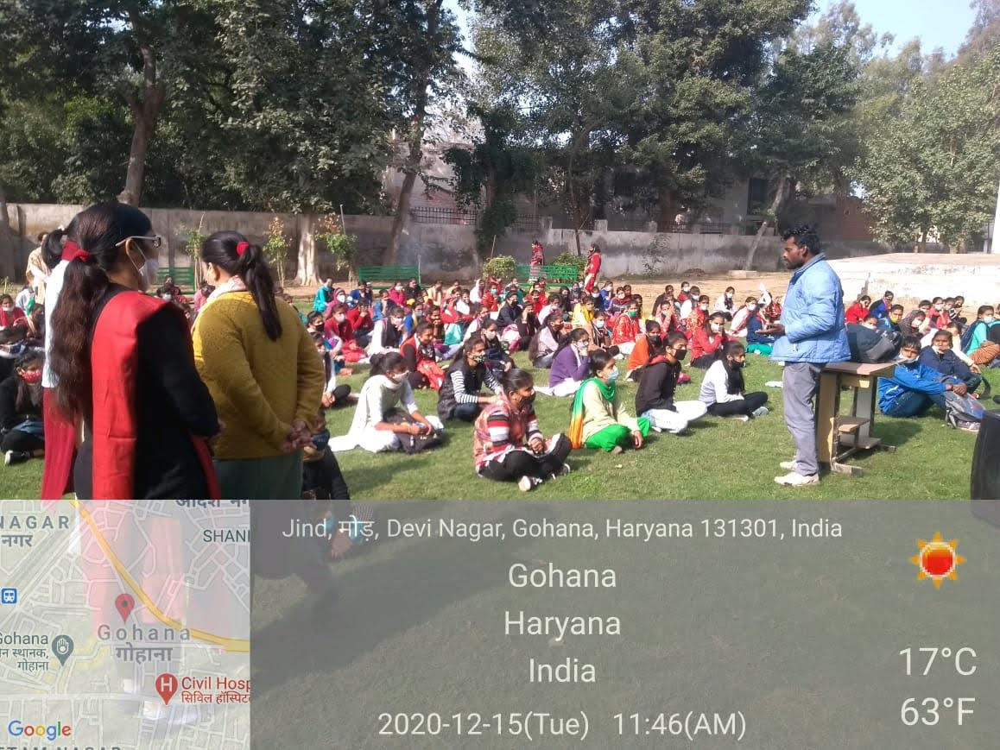 Jind, मोड़, Devi Nagar, Gohana, Haryana 131301, India
Gohana
Haryana
India
2020-12-15(Tue) 11:46(AM)
17°C
63°F
NAGAR
नगर
SHANI
Gohana
गोहाना
Gohana
न स्थानक,
गोहाना
H
Civil Hosp
सिविल हॉस्पिट
Google